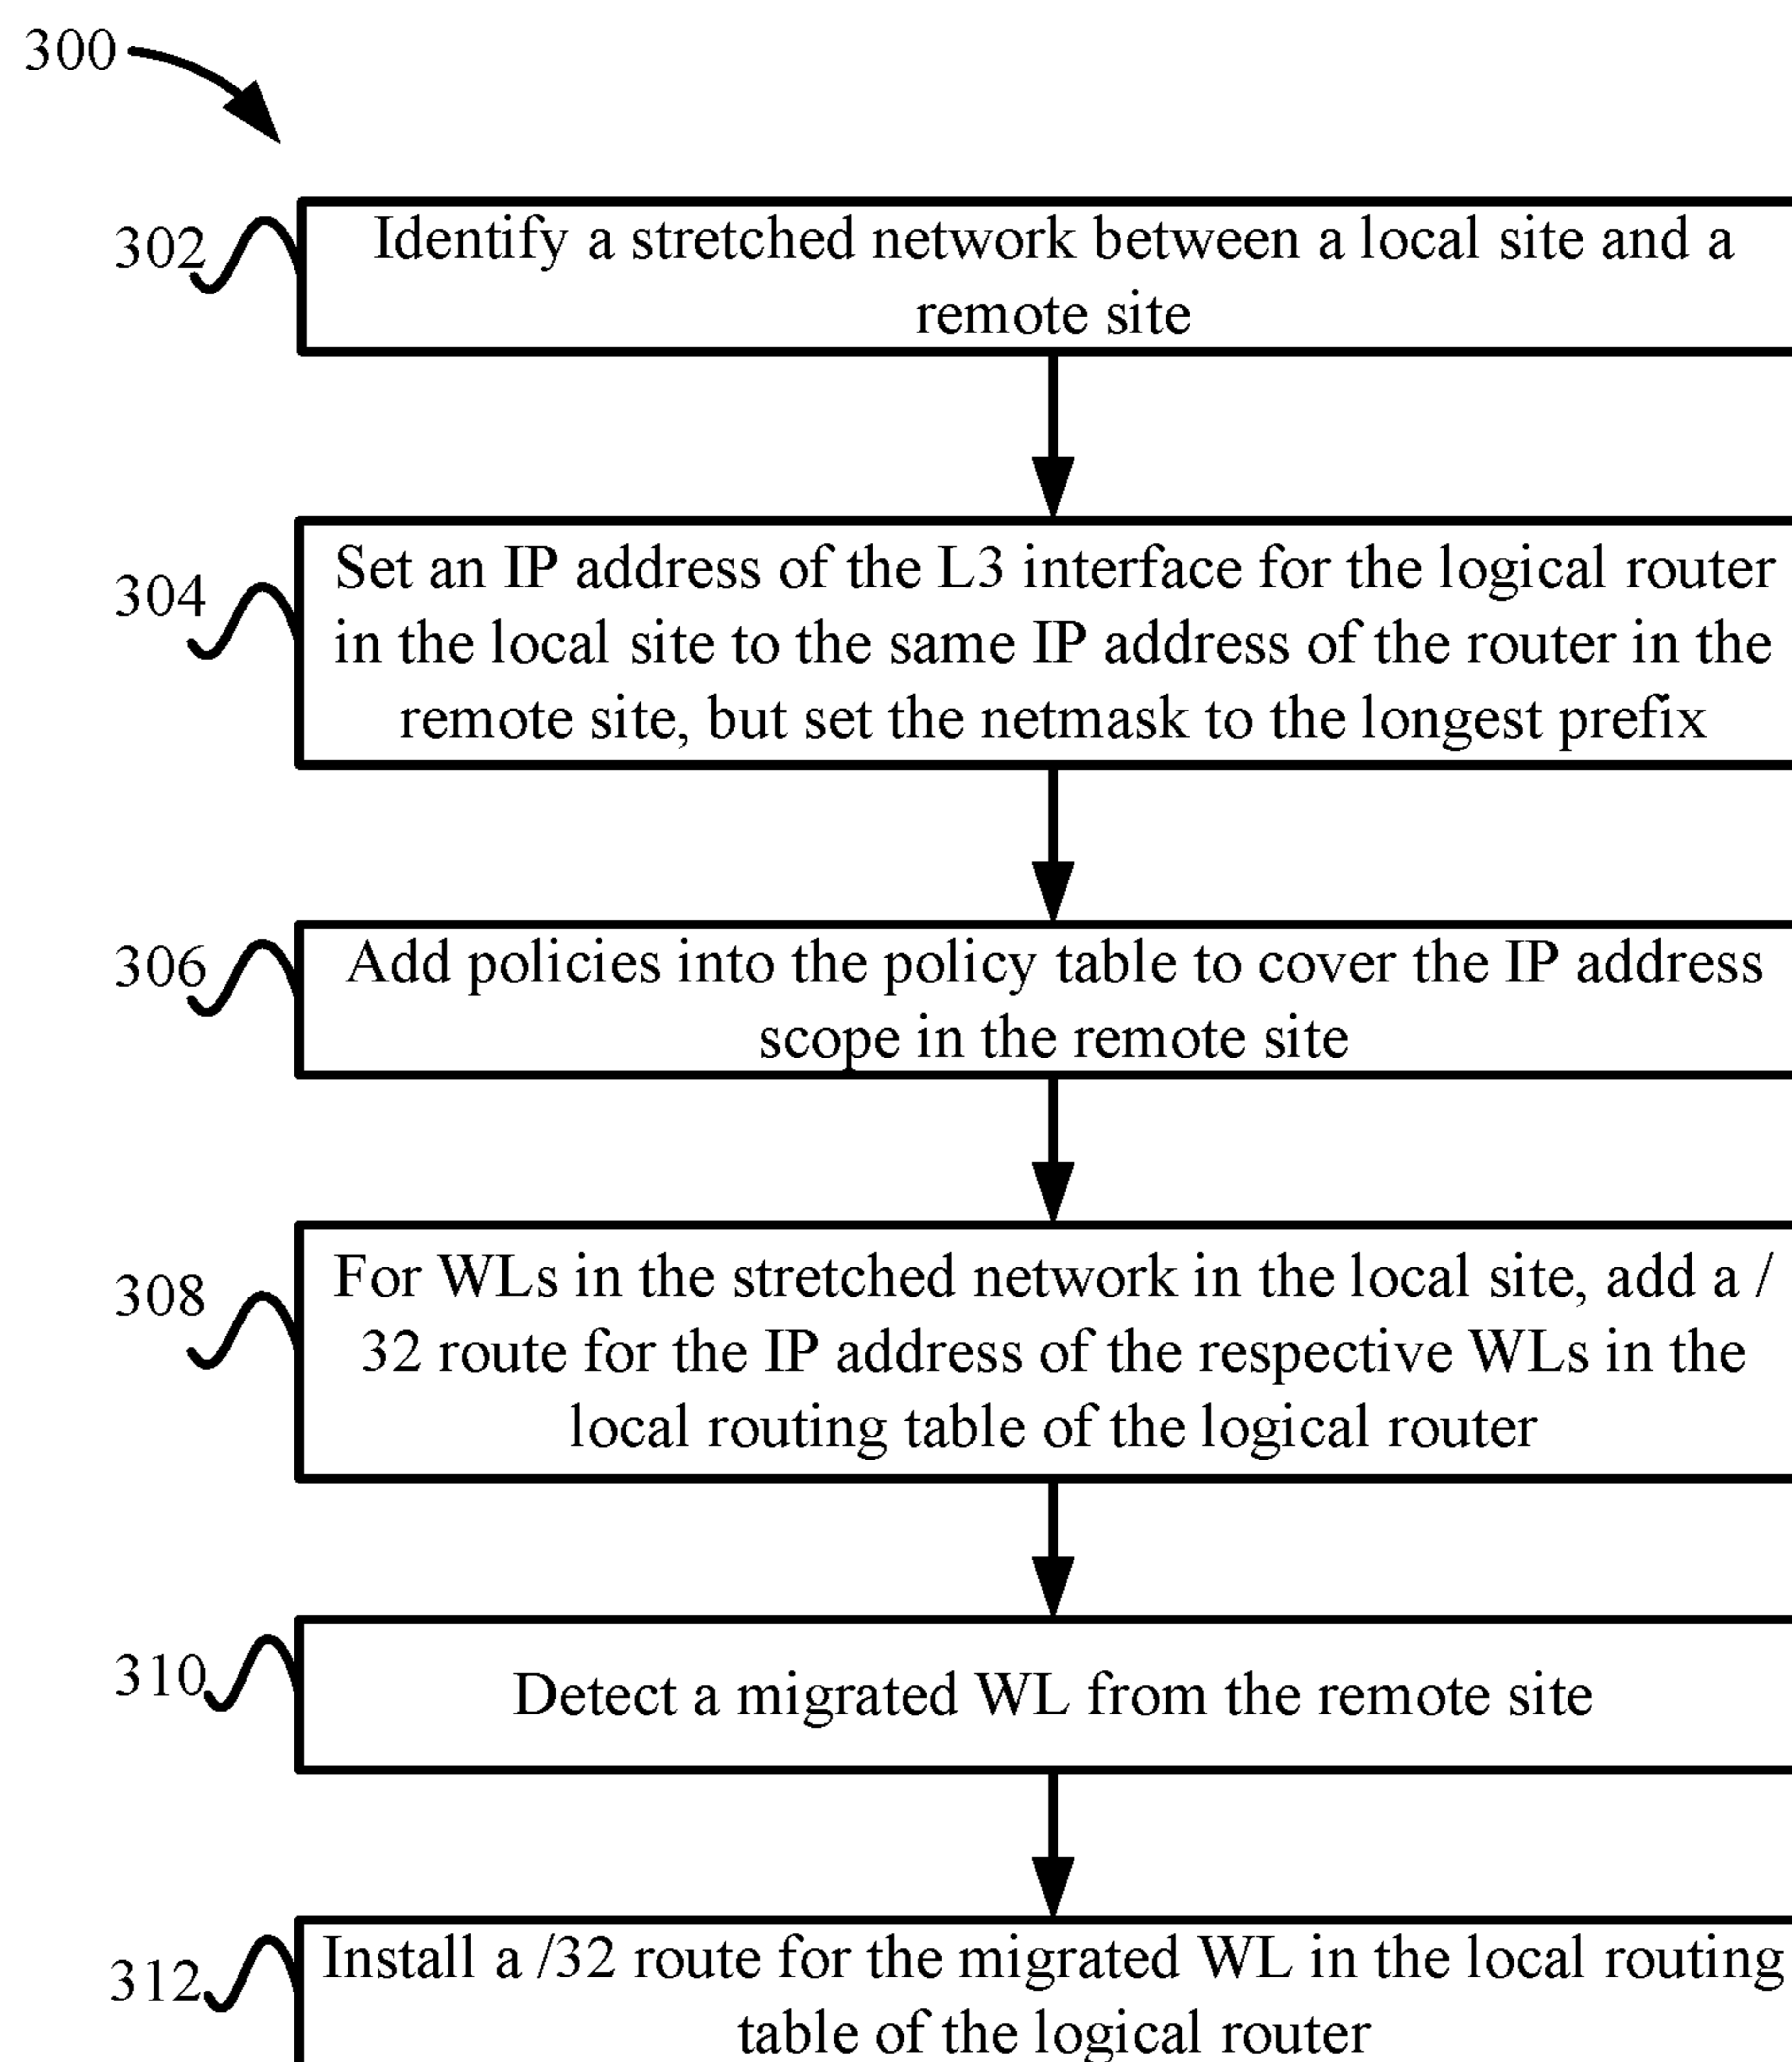 300
302
Identify a stretched network between a local site and a
remote site
304
Set an IP address of the L3 interface for the logical router
in the local site to the same IP address of the router in the
remote site, but set the netmask to the longest prefix
306
Add policies into the policy table to cover the IP address
scope in the remote site
308
For WLs in the stretched network in the local site, add a /
32 route for the IP address of the respective WLs in the
local routing table of the logical router
310
Detect a migrated WL from the remote site
312
Install a /32 route for the migrated WL in the local routing
table of the logical router